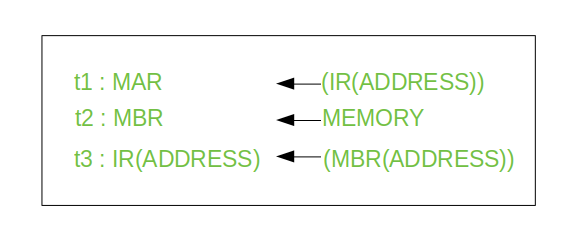 t1 : MAR ← (IR(ADDRESS))
t2 : MBR ← MEMORY
t3 : IR(ADDRESS) ← (MBR(ADDRESS))